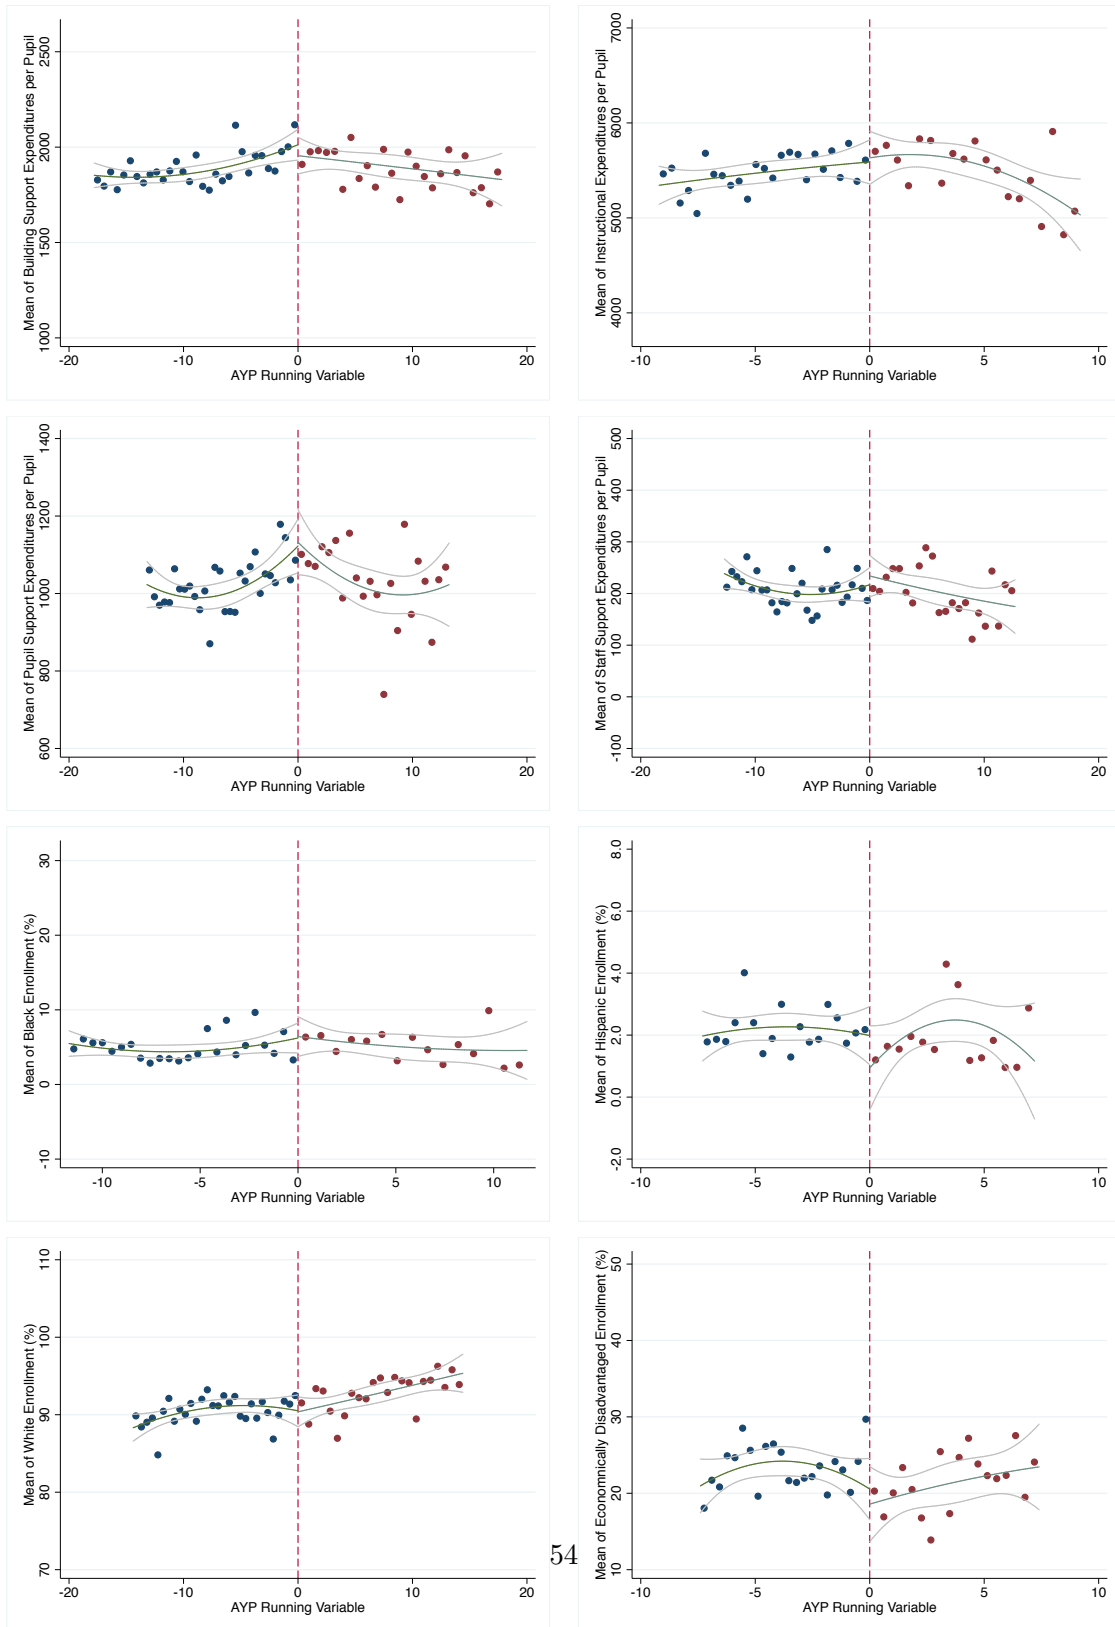 Mean of Building Support Expenditures per Pupil
2500
2000
1500
1000
-20 -10 0 10 20
AYP Running Variable
Mean of Instructional Expenditures per Pupil
7000
6000
5000
4000
-10 -5 0 5 10
AYP Running Variable
Mean of Pupil Support Expenditures per Pupil
1400
1200
1000
800
600
-20 -10 0 10 20
AYP Running Variable
Mean of Staff Support Expenditures per Pupil
500
400
300
200
100
0
-100
-20 -10 0 10 20
AYP Running Variable
Mean of Black Enrollment (%)
30
20
10
0
-10
-10 -5 0 5 10
AYP Running Variable
Mean of Hispanic Enrollment (%)
8.0
6.0
4.0
2.0
0.0
-2.0
-10 -5 0 5 10
AYP Running Variable
Mean of White Enrollment (%)
110
100
90
80
70
-20 -10 0 10 20
AYP Running Variable
Mean of Economnically Disadvantaged Enrollment (%)
50
40
30
20
10
-10 -5 0 5 10
AYP Running Variable
54